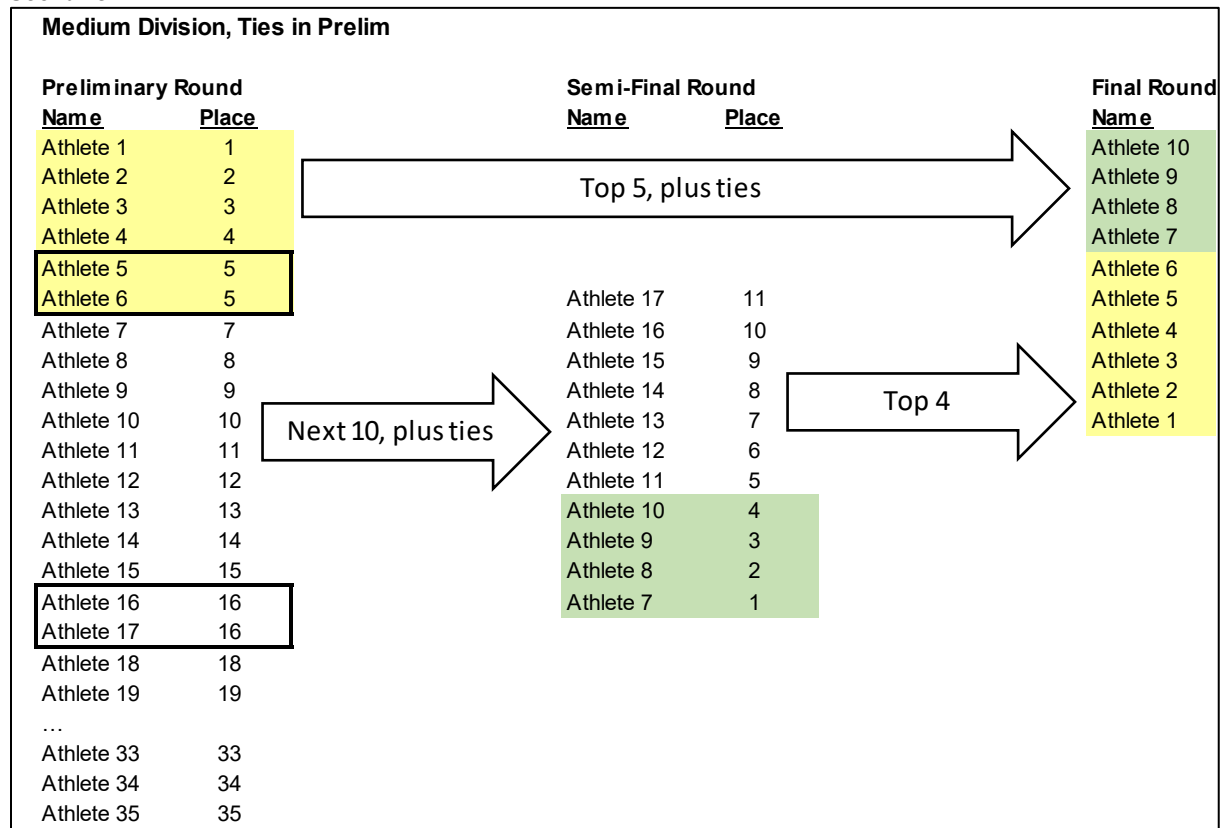 Medium Division, Ties in Prelim
Preliminary Round Semi-Final Round Final Round
Name Place Name Place Name
Athlete 1 1 Athlete 10
Athlete 2 2 Top 5, plus ties Athlete 9
Athlete 3 3 Athlete 8
Athlete 4 4 Athlete 7
Athlete 5 5 Athlete 6
Athlete 6 5 Athlete 17 11 Athlete 5
Athlete 7 7 Athlete 16 10 Athlete 4
Athlete 8 8 Athlete 15 9 Athlete 3
Athlete 9 9 Athlete 14 8 Top 4 Athlete 2
Athlete 10 10 Next 10, plus ties Athlete 13 7 Athlete 1
Athlete 11 11 Athlete 12 6
Athlete 12 12 Athlete 11 5
Athlete 13 13 Athlete 10 4
Athlete 14 14 Athlete 9 3
Athlete 15 15 Athlete 8 2
Athlete 16 16 Athlete 7 1
Athlete 17 16
Athlete 18 18
Athlete 19 19
…
Athlete 33 33
Athlete 34 34
Athlete 35 35